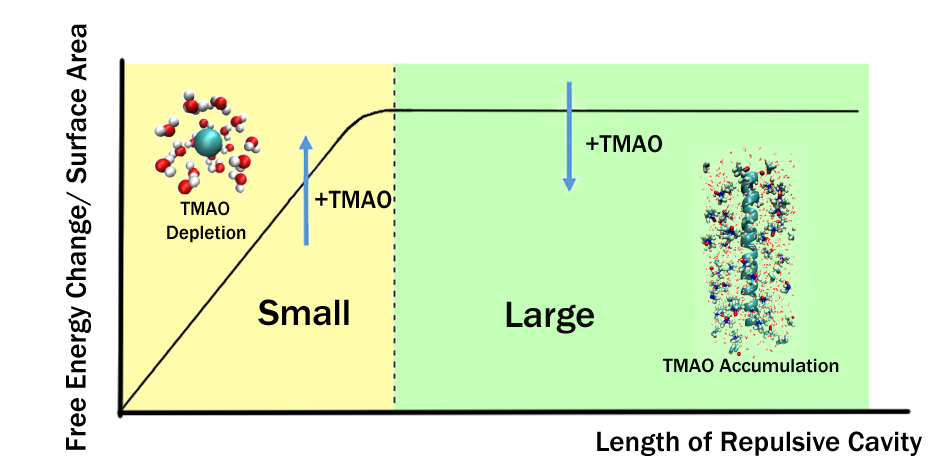 Free Energy Change/ Surface Area
TMAO
Depletion
+TMAO
Small
+TMAO
Large
TMAO Accumulation
Length of Repulsive Cavity